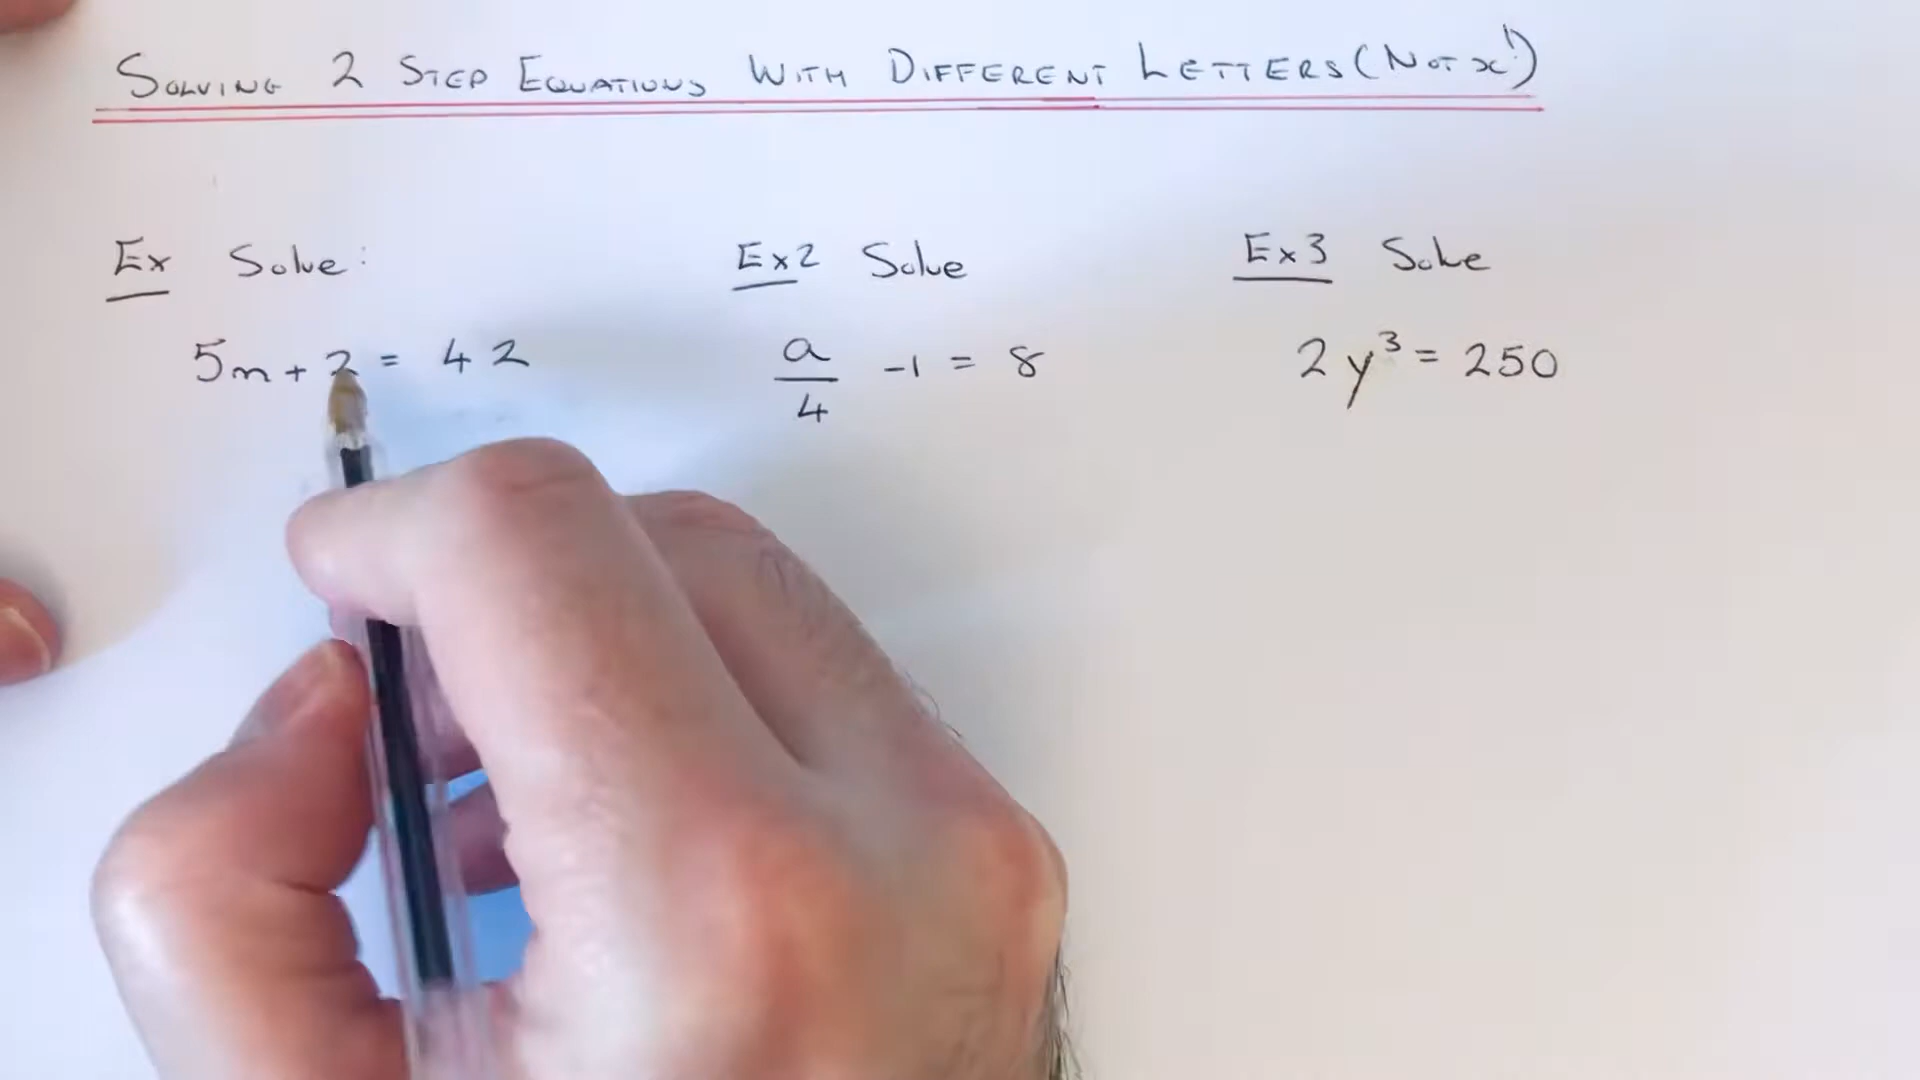 SOLVING 2 STEP EQUATIONS WITH DIFFERENT LETTERS (NOT x!)
Ex Solve:
5m + 2 = 42
Ex2 Solve
a/4 -1 = 8
Ex3 Solve
2y³ = 250